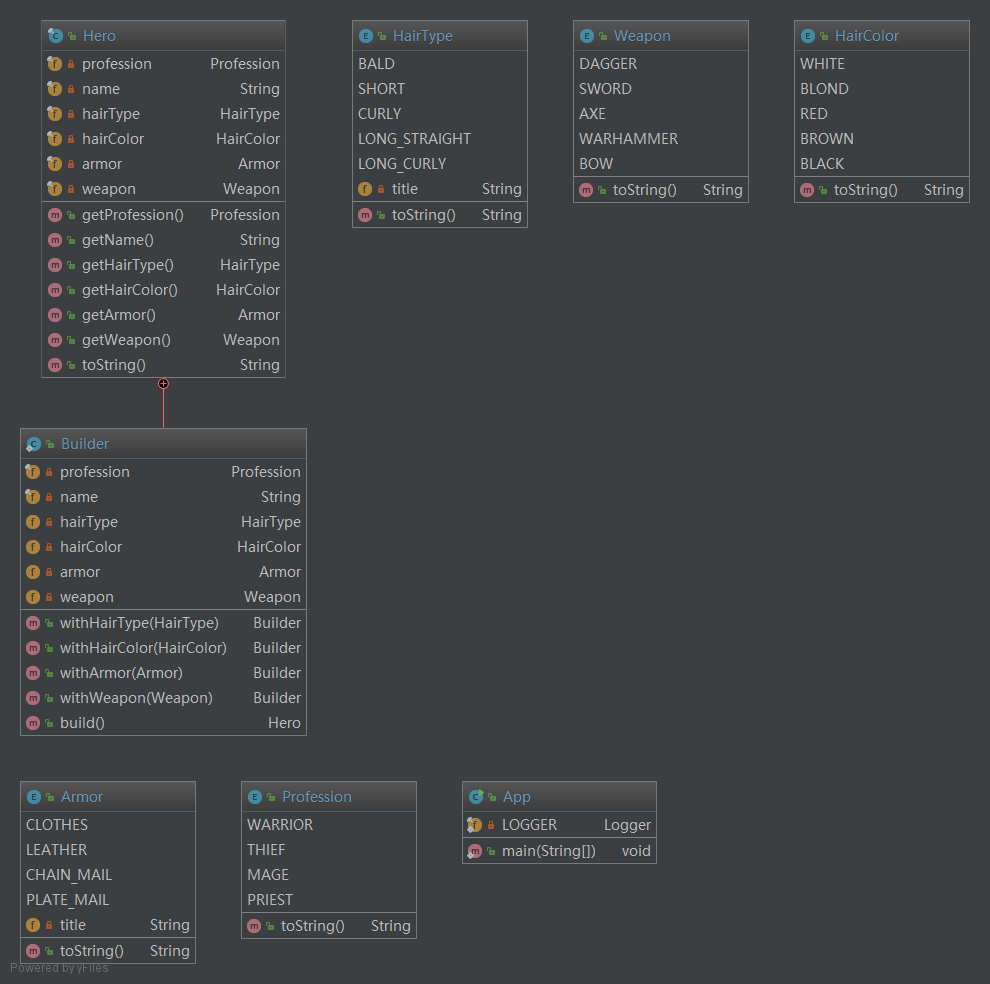 Hero
profession Profession
name String
hairType HairType
hairColor HairColor
armor Armor
weapon Weapon
getProfession() Profession
getName() String
getHairType() HairType
getHairColor() HairColor
getArmor() Armor
getWeapon() Weapon
toString() String
HairType
BALD
SHORT
CURLY
LONG_STRAIGHT
LONG_CURLY
title String
toString() String
Weapon
DAGGER
SWORD
AXE
WARHAMMER
BOW
toString() String
HairColor
WHITE
BLOND
RED
BROWN
BLACK
toString() String
Builder
profession Profession
name String
hairType HairType
hairColor HairColor
armor Armor
weapon Weapon
withHairType(HairType) Builder
withHairColor(HairColor) Builder
withArmor(Armor) Builder
withWeapon(Weapon) Builder
build() Hero
Armor
CLOTHES
LEATHER
CHAIN_MAIL
PLATE_MAIL
title String
toString() String
Profession
WARRIOR
THIEF
MAGE
PRIEST
toString() String
App
LOGGER Logger
main(String[]) void
Powered by yFiles